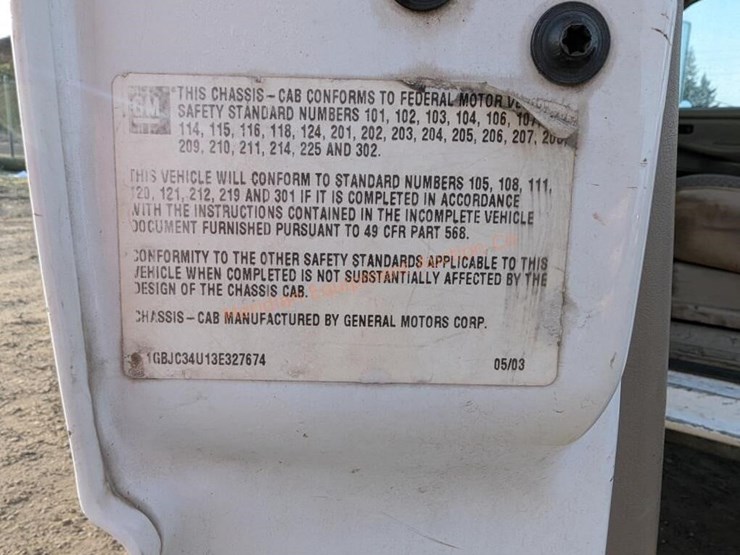 GM THIS CHASSIS-CAB CONFORMS TO FEDERAL MOTOR
SAFETY STANDARD NUMBERS 101, 102, 103, 104, 106,
114, 115, 116, 118, 124, 201, 202, 203, 204, 205, 206, 207,
209, 210, 211, 214, 225 AND 302.
THIS VEHICLE WILL CONFORM TO STANDARD NUMBERS 105, 108, 111,
120, 121, 212, 219 AND 301 IF IT IS COMPLETED IN ACCORDANCE
WITH THE INSTRUCTIONS CONTAINED IN THE INCOMPLETE VEHICLE
DOCUMENT FURNISHED PURSUANT TO 49 CFR PART 568.
CONFORMITY TO THE OTHER SAFETY STANDARDS APPLICABLE TO THIS
VEHICLE WHEN COMPLETED IS NOT SUBSTANTIALLY AFFECTED BY THE
DESIGN OF THE CHASSIS CAB.
CHASSIS-CAB MANUFACTURED BY GENERAL MOTORS CORP.
1GBJC34U13E327674 05/03